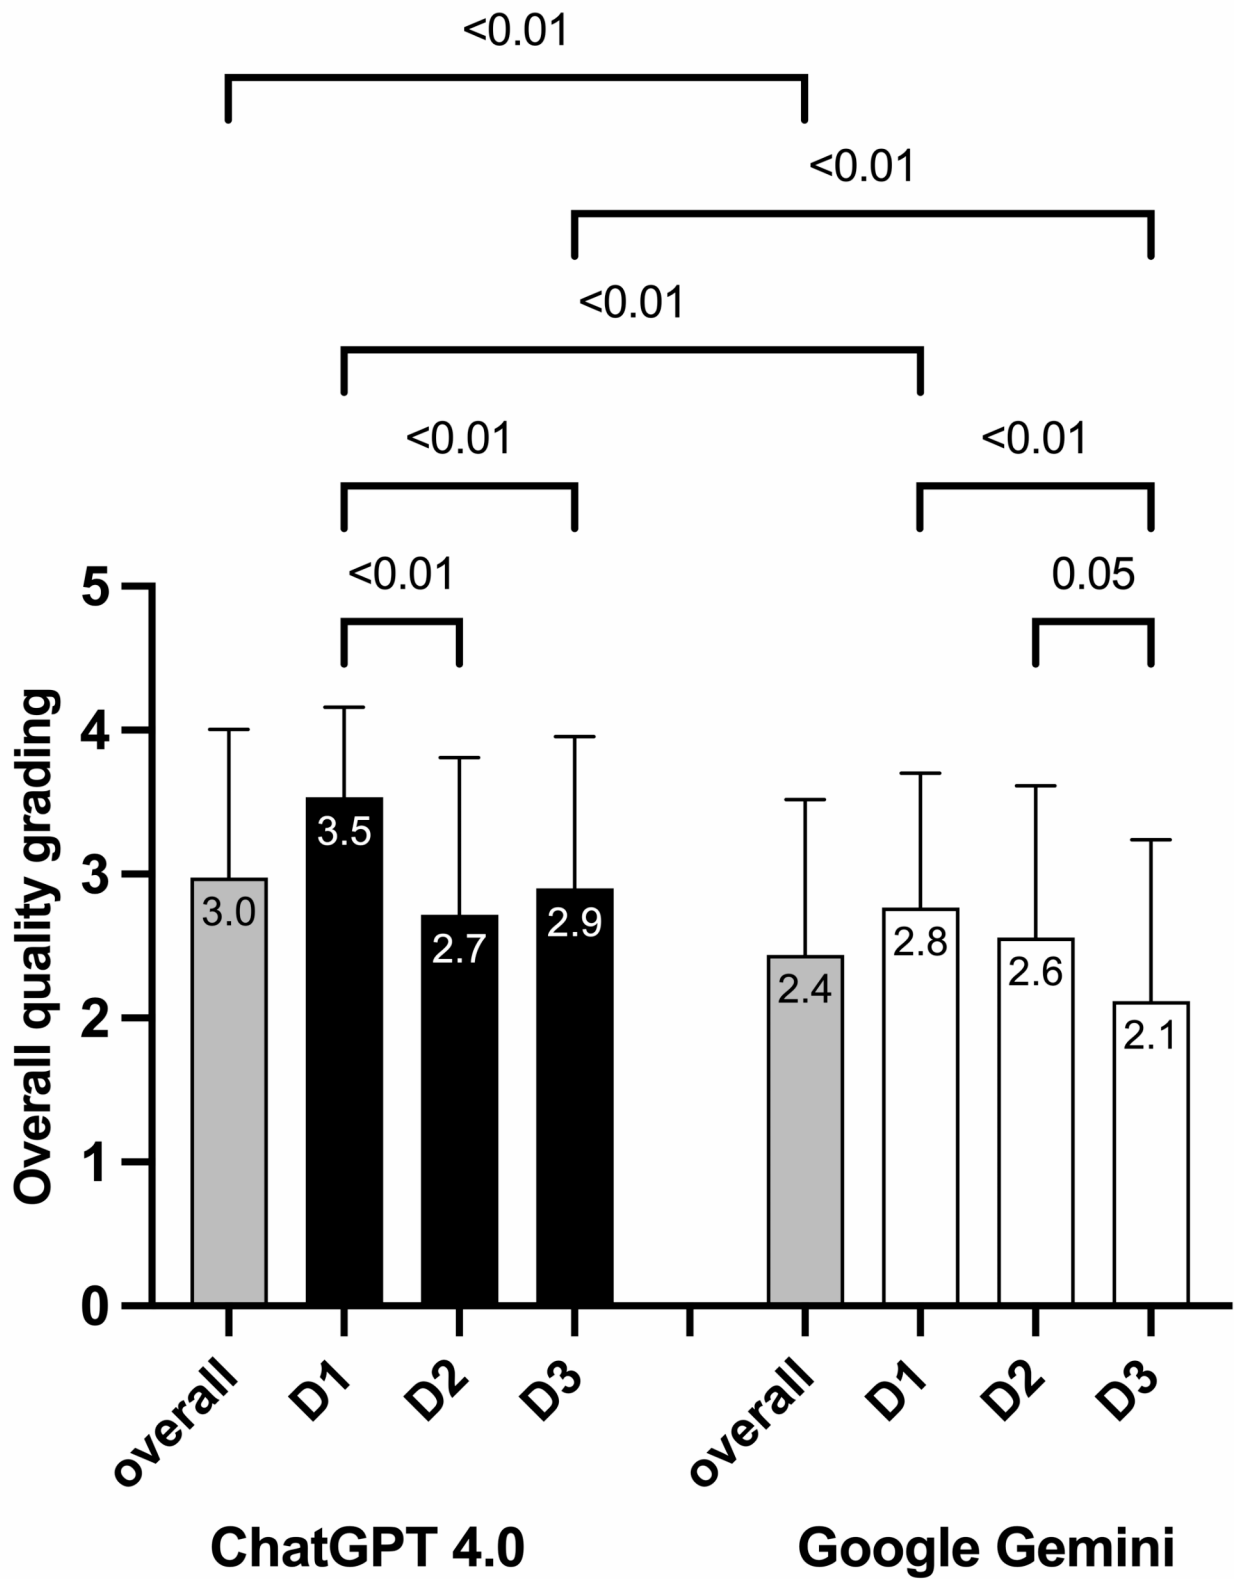 <0.01
<0.01
<0.01
<0.01 <0.01
<0.01 0.05
5
4
3
2
1
0
Overall quality grading
3.0 3.5 2.7 2.9 2.4 2.8 2.6 2.1
overall D1 D2 D3 overall D1 D2 D3
ChatGPT 4.0 Google Gemini